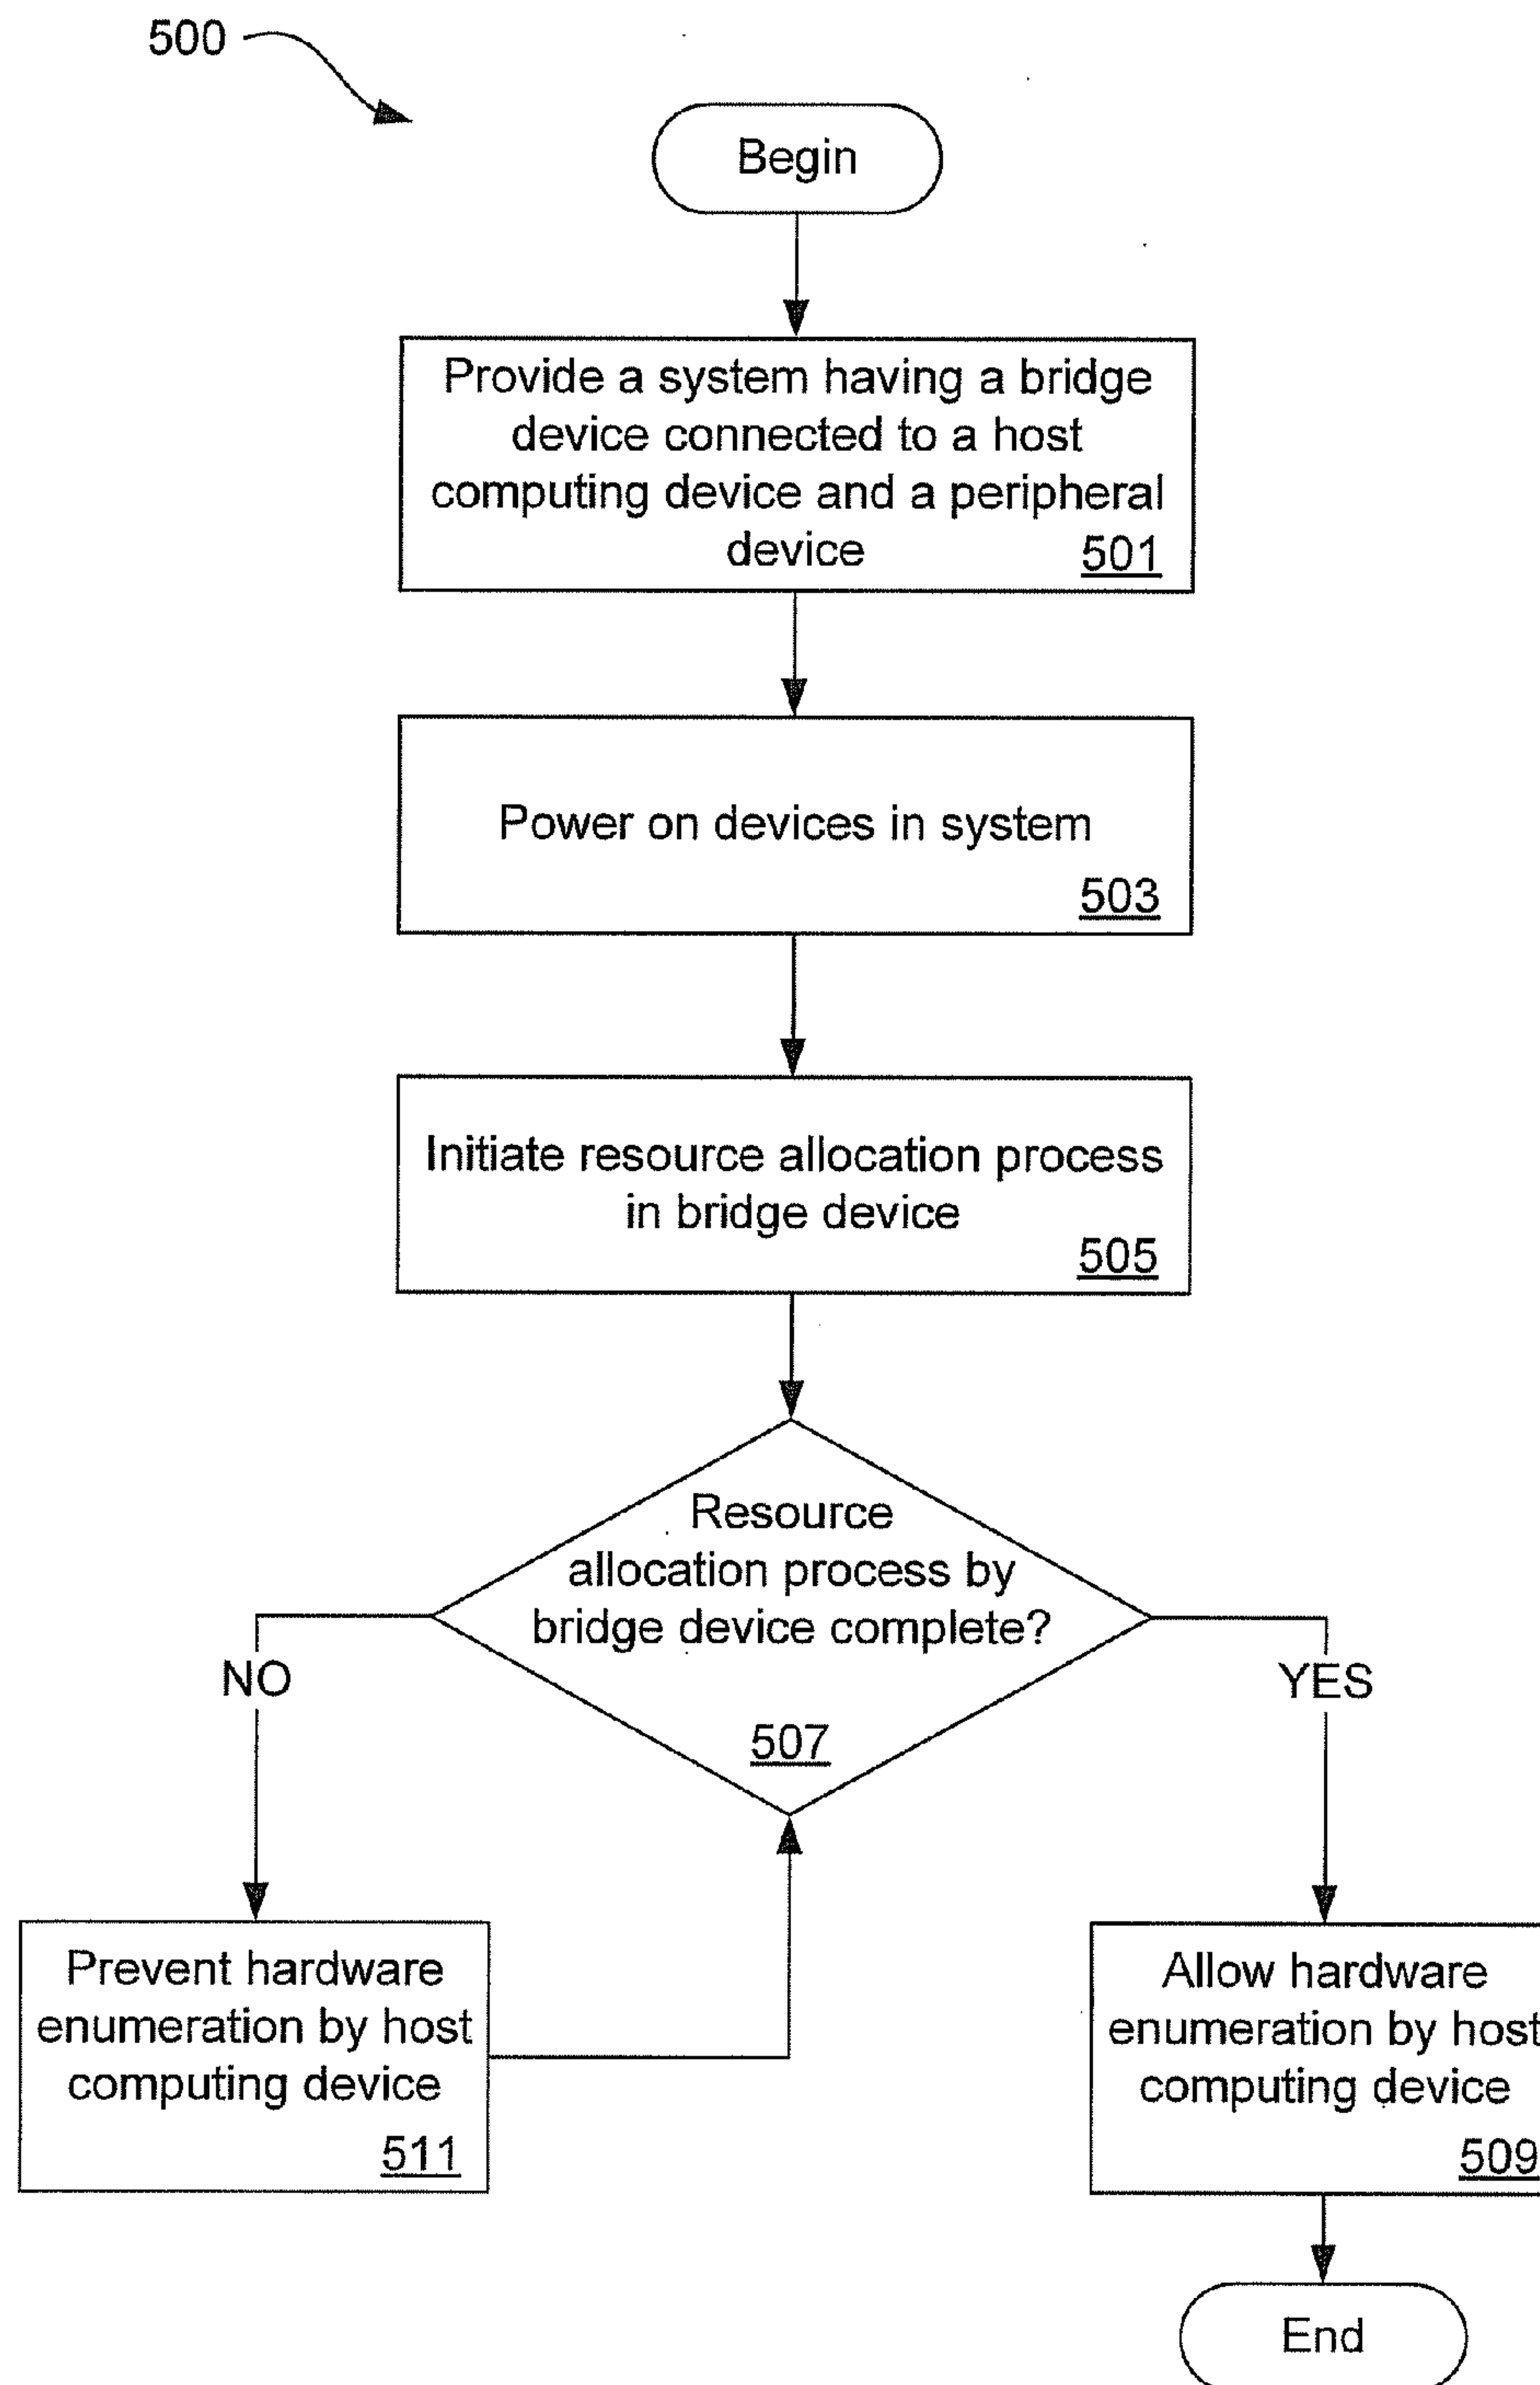 500
Begin
Provide a system having a bridge
device connected to a host
computing device and a peripheral
device
501
Power on devices in system
503
Initiate resource allocation process
in bridge device
505
Resource
allocation process by
bridge device complete?
507
NO
YES
Prevent hardware
enumeration by host
computing device
511
Allow hardware
enumeration by host
computing device
509
End